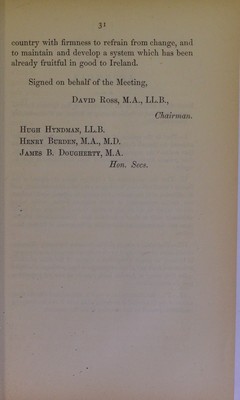 31
country with firmness to refrain from change, and
to maintain and develop a system which has been
already fruitful in good to Ireland.
Signed on behalf of the Meeting,
David Ross, M.A., LL.B.,
Chairman.
Hugh Hyndman, LL.B.
Henry Burden, M.A., M.D.
James B. Dougherty, M.A.
Hon. Secs.